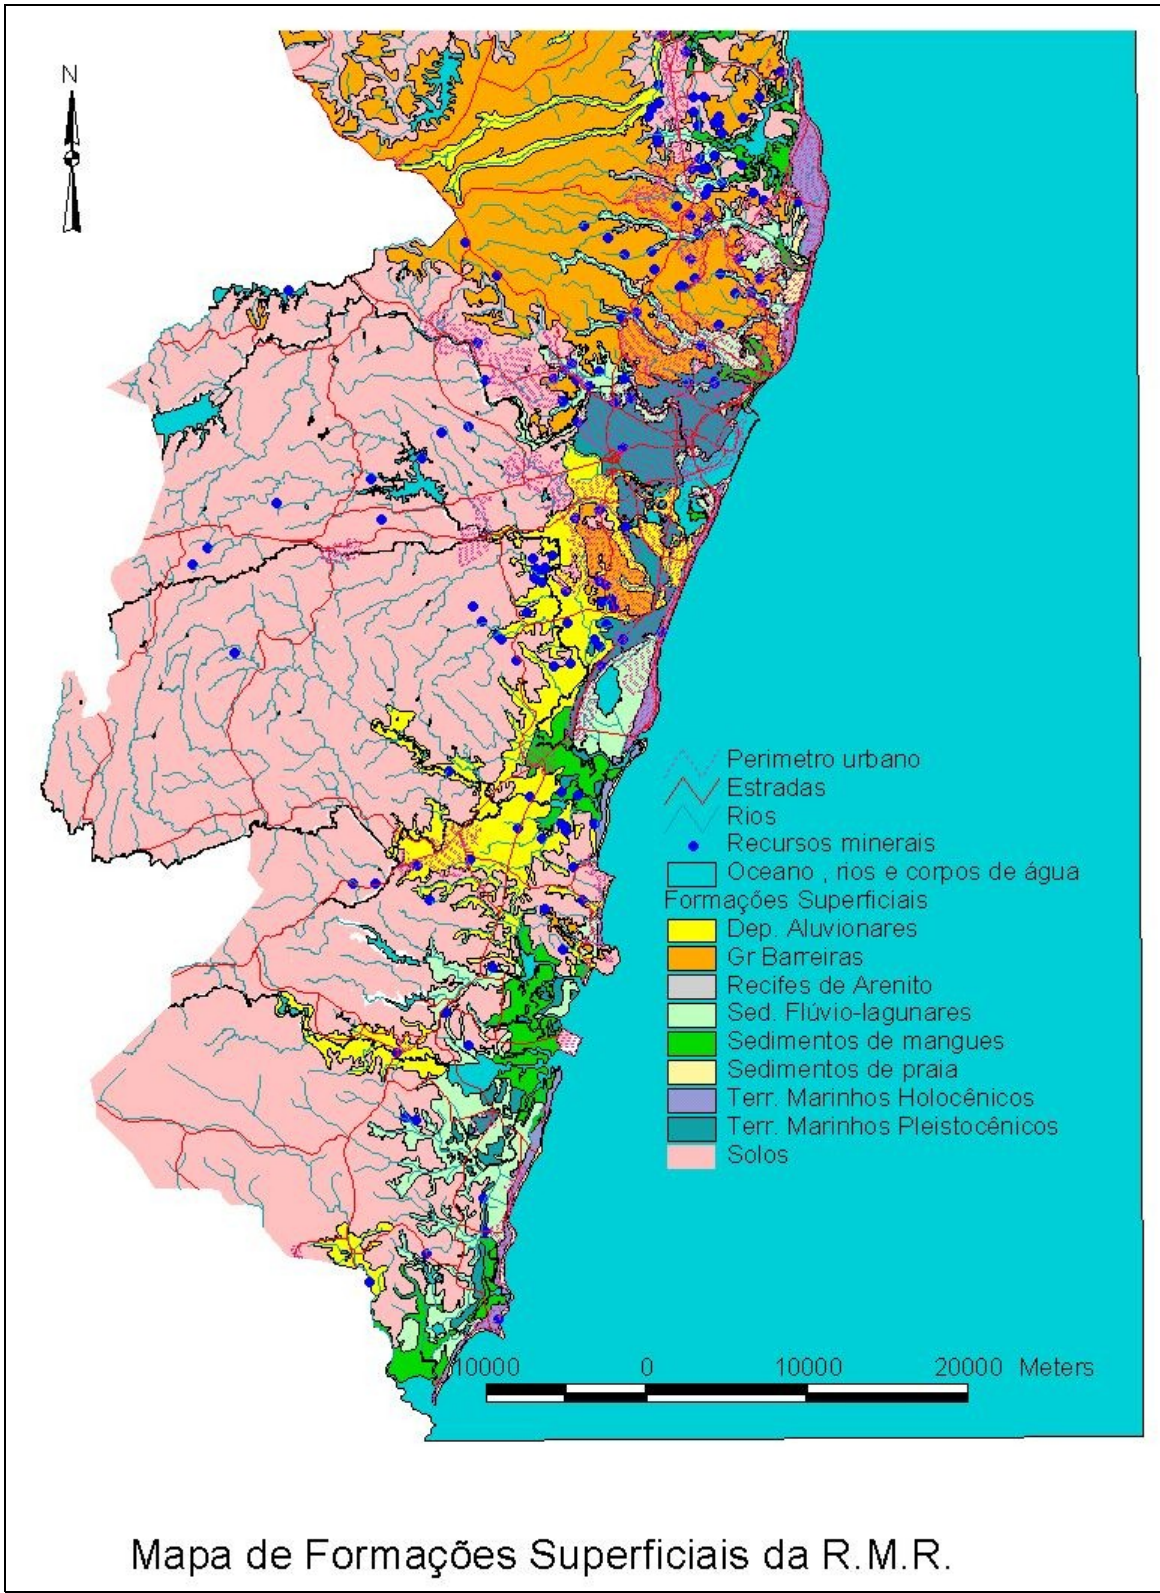 N
Perimetro urbano
Estradas
Rios
Recursos minerais
Oceano , rios e corpos de água
Formações Superficiais
Dep. Aluvionares
Gr Barreiras
Recifes de Arenito
Sed. Flúvio-lagunares
Sedimentos de mangues
Sedimentos de praia
Terr. Marinhos Holocênicos
Terr. Marinhos Pleistocênicos
Solos
10000 0 10000 20000 Meters
Mapa de Formações Superficiais da R.M.R.